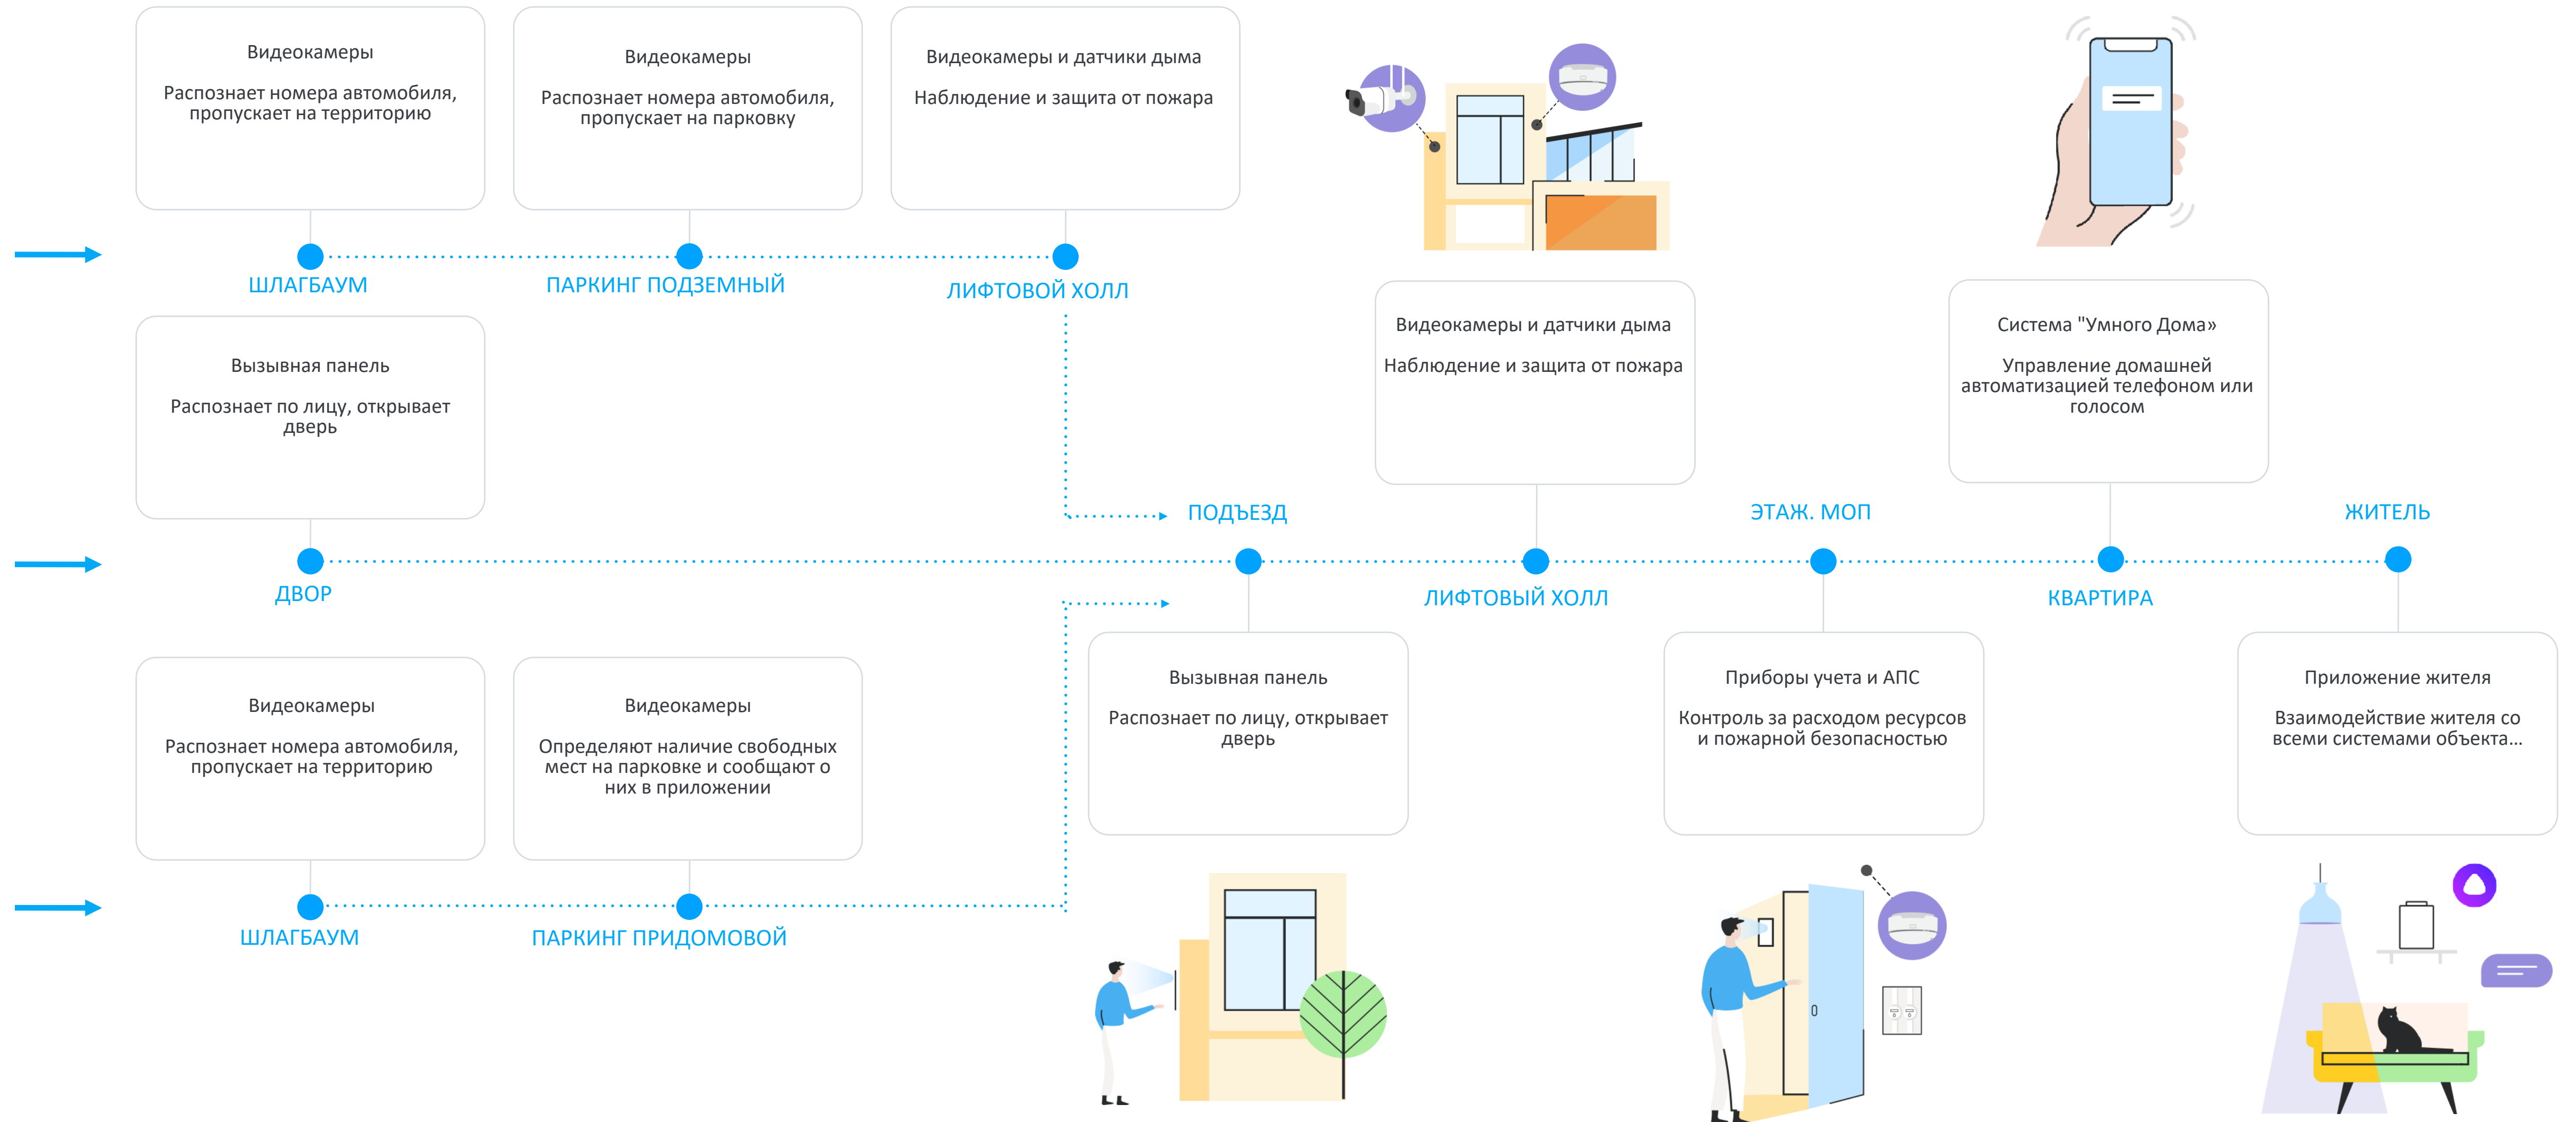 Видеокамеры
Распознает номера автомобиля,
пропускает на территорию
Видеокамеры
Распознает номера автомобиля,
пропускает на парковку
Видеокамеры и датчики дыма
Наблюдение и защита от пожара
ШЛАГБАУМ
ПАРКИНГ ПОДЗЕМНЫЙ
ЛИФТОВОЙ ХОЛЛ
Вызывная панель
Распознает по лицу, открывает
дверь
Видеокамеры и датчики дыма
Наблюдение и защита от пожара
Система "Умного Дома»
Управление домашней
автоматизацией телефоном или
голосом
ПОДЪЕЗД
ЭТАЖ. МОП
ЖИТЕЛЬ
ДВОР
ЛИФТОВЫЙ ХОЛЛ
КВАРТИРА
Видеокамеры
Распознает номера автомобиля,
пропускает на территорию
Видеокамеры
Определяют наличие свободных
мест на парковке и сообщают о
них в приложении
Вызывная панель
Распознает по лицу, открывает
дверь
Приборы учета и АПС
Контроль за расходом ресурсов
и пожарной безопасностью
Приложение жителя
Взаимодействие жителя со
всеми системами объекта...
ШЛАГБАУМ
ПАРКИНГ ПРИДОМОВОЙ